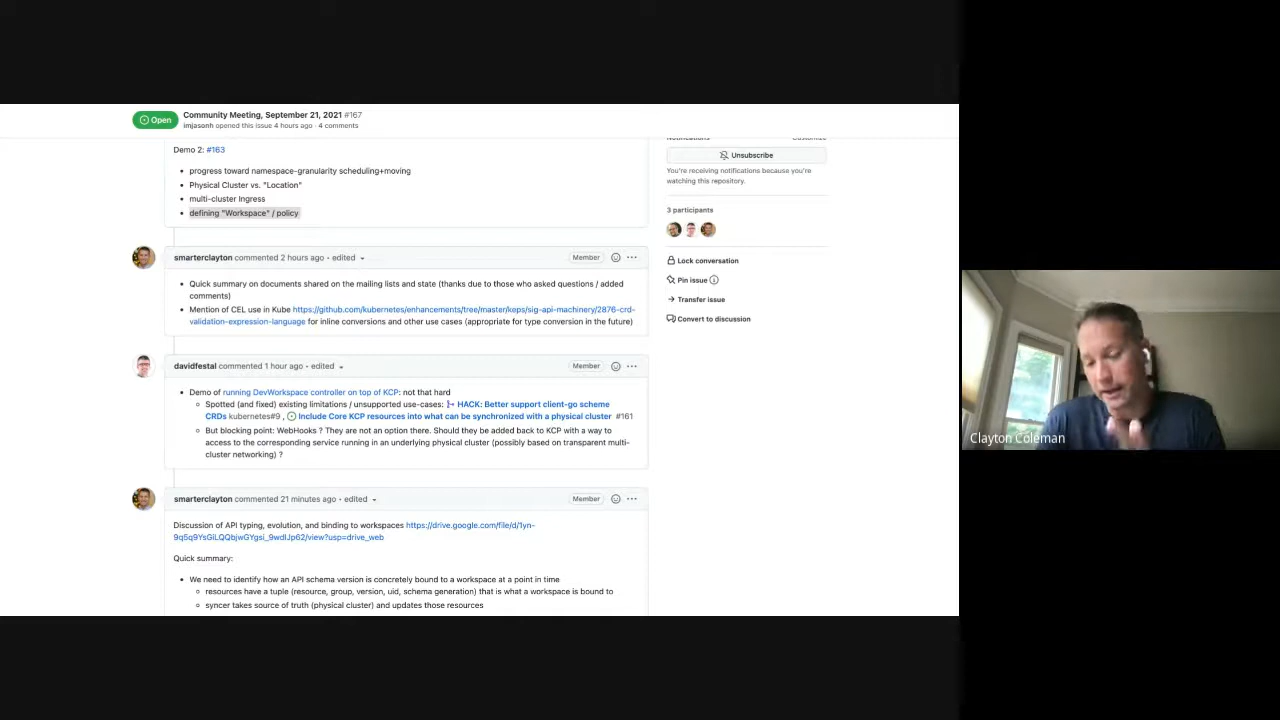 Open
Community Meeting, September 21, 2021 #167
imjasonh opened this issue 4 hours ago · 4 comments
Demo 2: #163
progress toward namespace-granularity scheduling+moving
Physical Cluster vs. "Location"
multi-cluster Ingress
defining "Workspace" / policy
smarterclayton commented 2 hours ago • edited
Member
Quick summary on documents shared on the mailing lists and state (thanks due to those who asked questions / added
comments)
Mention of CEL use in Kube https://github.com/kubernetes/enhancements/tree/master/keps/sig-api-machinery/2876-crd-
validation-expression-language for inline conversions and other use cases (appropriate for type conversion in the future)
davidfestal commented 1 hour ago • edited
Member
Demo of running DevWorkspace controller on top of KCP: not that hard
Spotted (and fixed) existing limitations / unsupported use-cases: HACK: Better support client-go scheme
CRDs kubernetes#9 , Include Core KCP resources into what can be synchronized with a physical cluster #161
But blocking point: WebHooks ? They are not an option there. Should they be added back to KCP with a way to
access to the corresponding service running in an underlying physical cluster (possibly based on transparent multi-
cluster networking) ?
smarterclayton commented 21 minutes ago • edited
Member
Discussion of API typing, evolution, and binding to workspaces https://drive.google.com/file/d/1yn-
Quick summary:
We need to identify how an API schema version is concretely bound to a workspace at a point in time
resources have a tuple (resource, group, version, uid, schema generation) that is what a workspace is bound to
syncer takes source of truth (physical cluster) and updates those resources
Notifications
Customize
Unsubscribe
You're receiving notifications because you're
watching this repository.
3 participants
Lock conversation
Pin issue
Transfer issue
Convert to discussion
Clayton Coleman